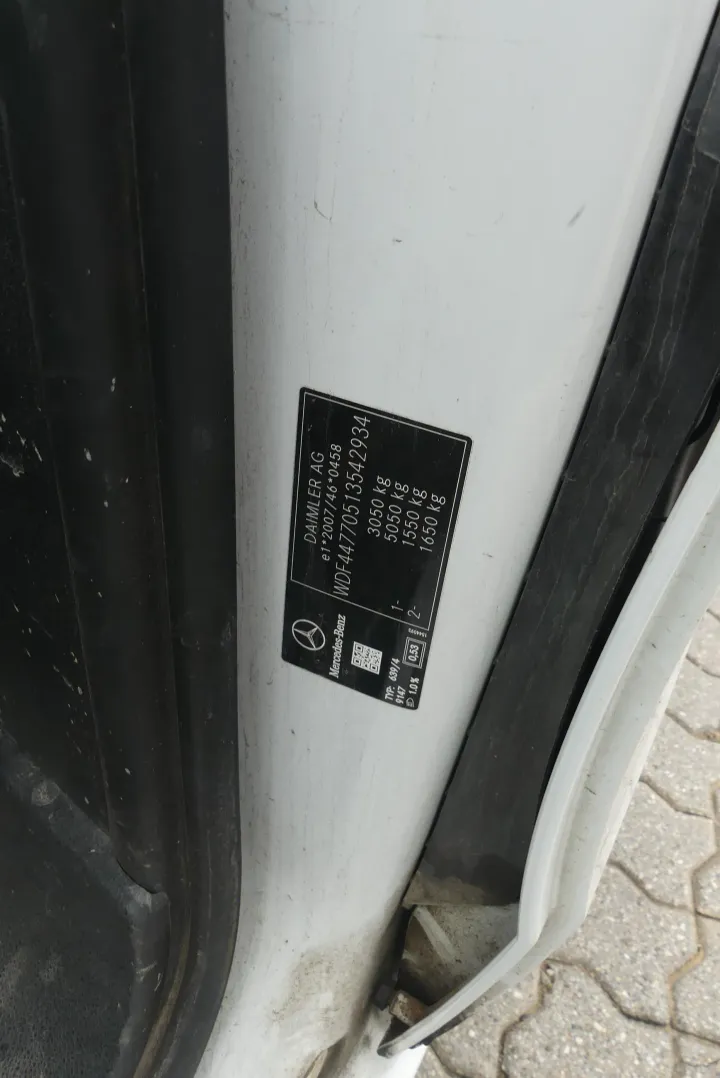 DAIMLER AG
e1*2007/46*0458
WDF44770513542934
3050 kg
5050 kg
1- 1550 kg
2- 1650 kg
Mercedes-Benz
TYP: 639/4
9147
1.0 %
0,53